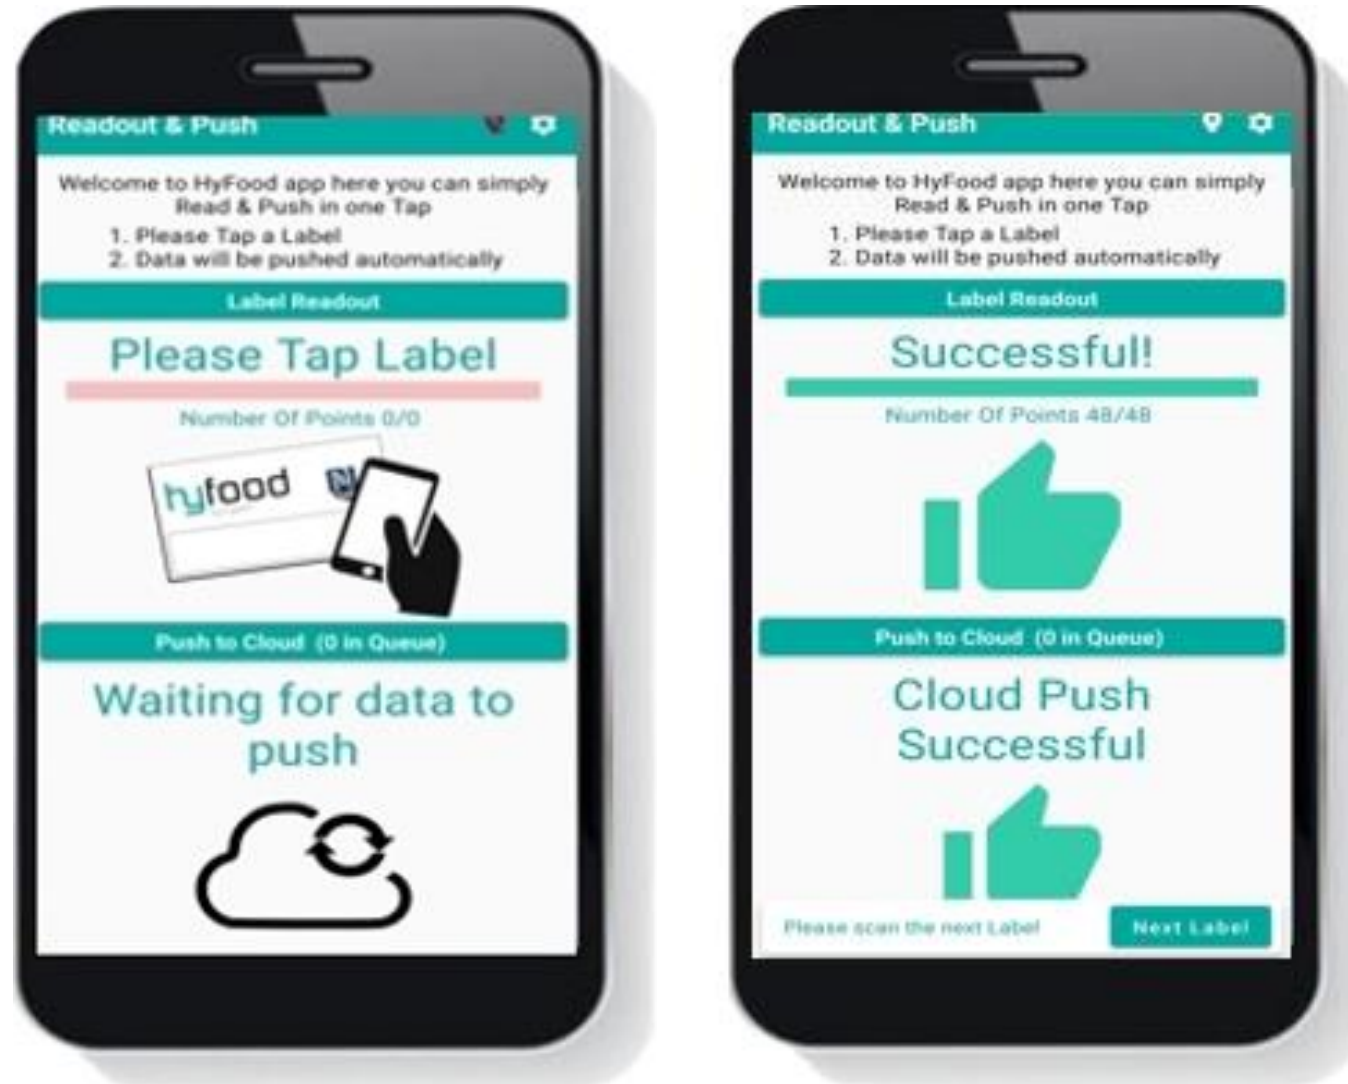 Readout & Push
Welcome to HyFood app here you can simply
Read & Push in one Tap
1. Please Tap a Label
2. Data will be pushed automatically
Label Readout
Please Tap Label
Number Of Points 0/0
hyfood
N
Push to Cloud (0 in Queue)
Waiting for data to
push
Readout & Push
Welcome to HyFood app here you can simply
Read & Push in one Tap
1. Please Tap a Label
2. Data will be pushed automatically
Label Readout
Successful!
Number Of Points 48/48
Push to Cloud (0 in Queue)
Cloud Push
Successful
Please scan the next Label
Next Label